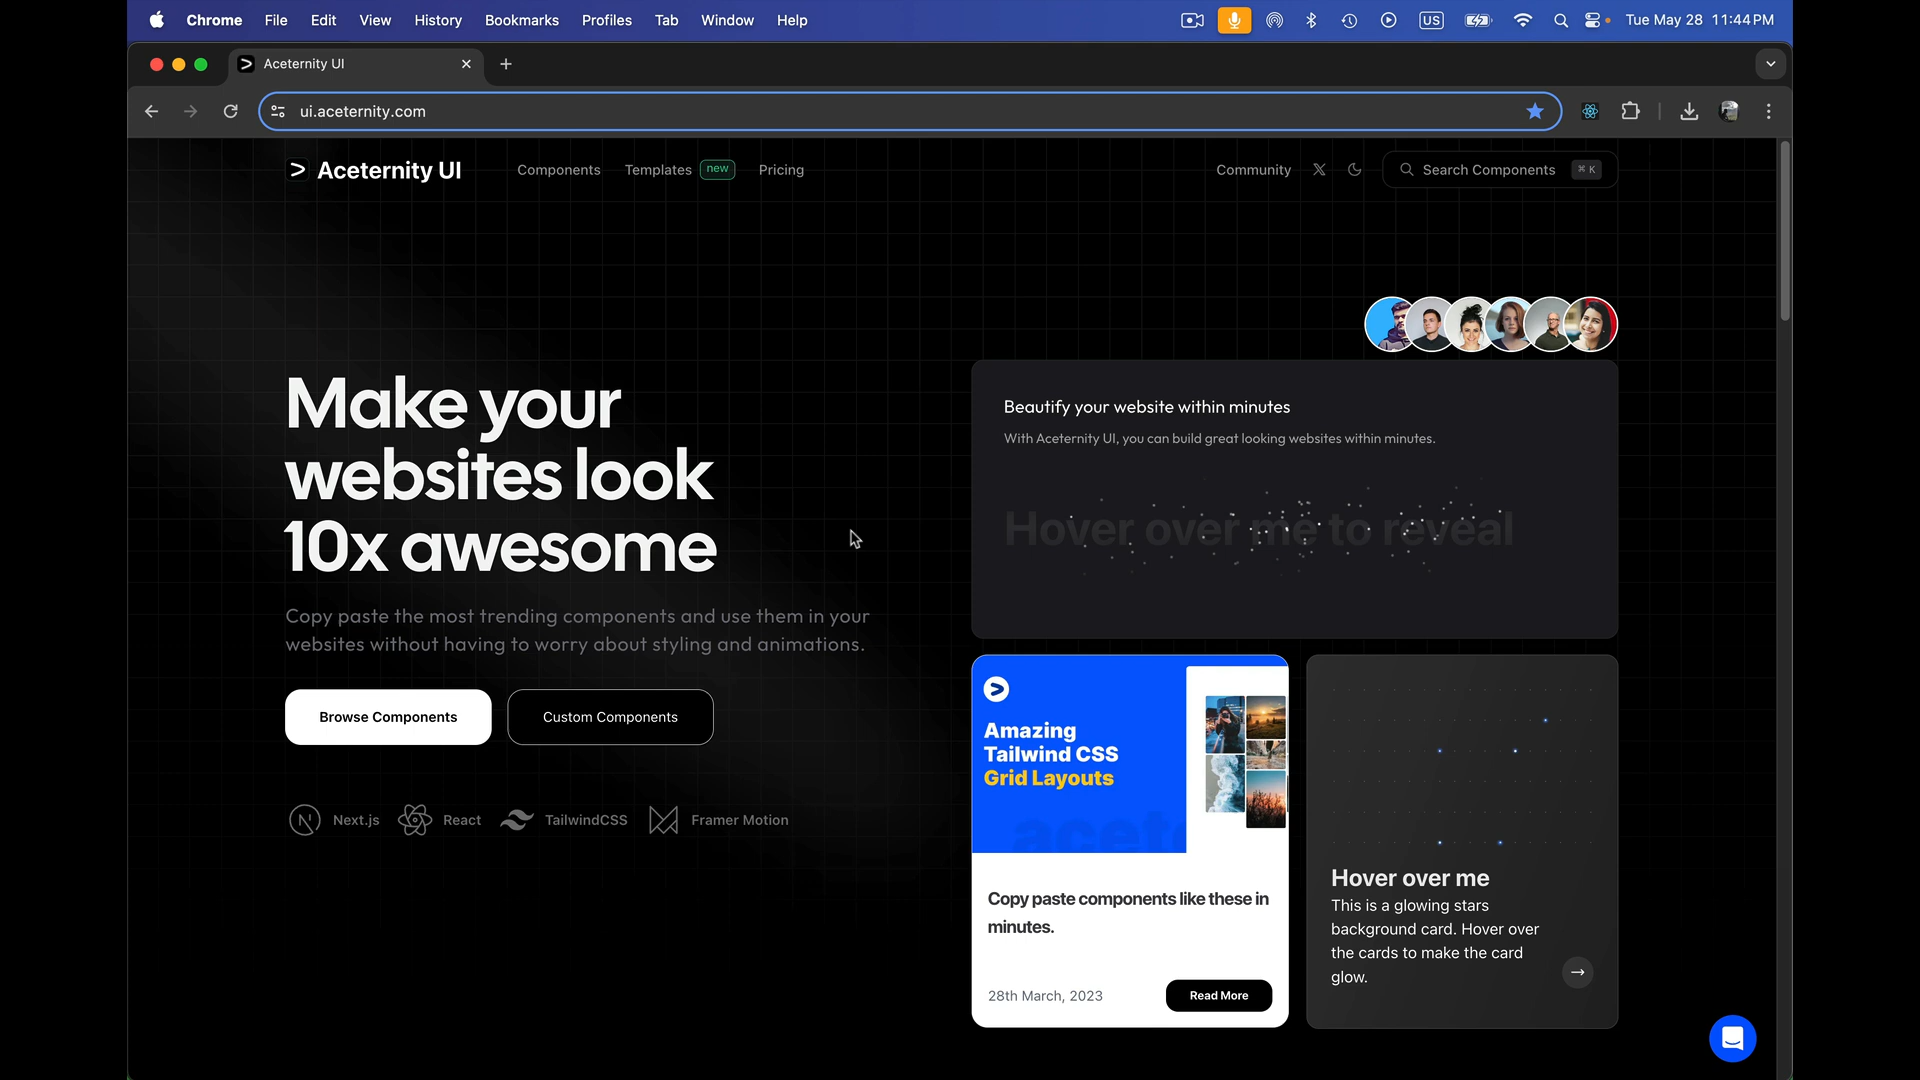 Chrome File Edit View History Bookmarks Profiles Tab Window Help US Tue May 28 11:44 PM
Aceternity UI
ui.aceternity.com
Aceternity UI Components Templates new Pricing Community Search Components ⌘ K
Make your
websites look
10x awesome
Copy paste the most trending components and use them in your
websites without having to worry about styling and animations.
Browse Components Custom Components
Next.js React TailwindCSS Framer Motion
Beautify your website within minutes
With Aceternity UI, you can build great looking websites within minutes.
Hover over me to reveal
Amazing
Tailwind CSS
Grid Layouts
acet
Copy paste components like these in
minutes.
28th March, 2023 Read More
Hover over me
This is a glowing stars
background card. Hover over
the cards to make the card
glow.